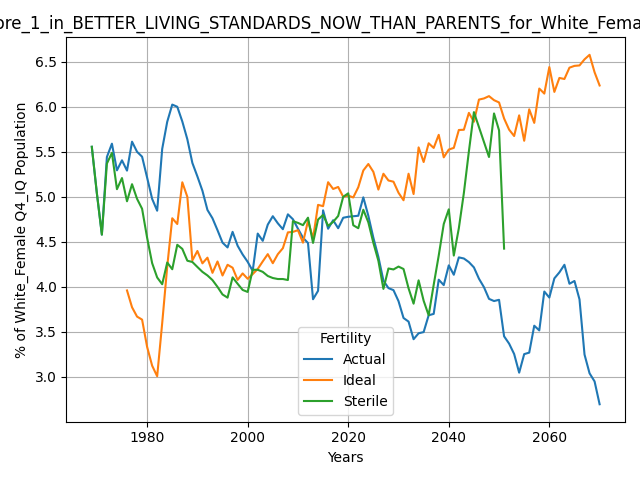 ore_1_in_BETTER_LIVING_STANDARDS_NOW_THAN_PARENTS_for_White_Fema
% of White_Female Q4_IQ Population
6.5
6.0
5.5
5.0
4.5
4.0
3.5
3.0
Fertility
Actual
Ideal
Sterile
1980
2000
2020
2040
2060
Years